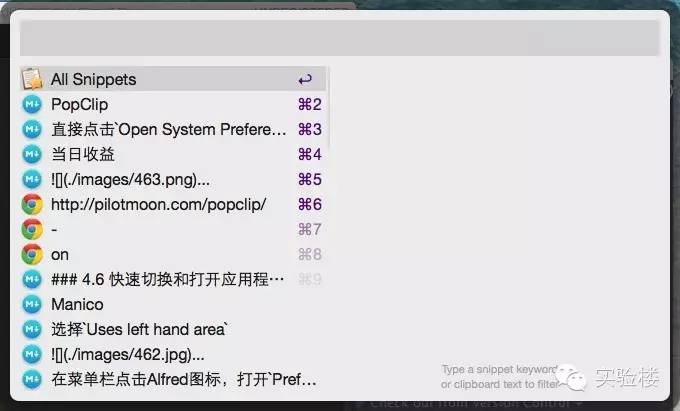 All Snippets ↩
PopClip ⌘2
直接点击`Open System Prefere… ⌘3
当日收益 ⌘4
![](./images/463.png)... ⌘5
http://pilotmoon.com/popclip/ ⌘6
- ⌘7
on ⌘8
### 4.6 快速切换和打开应用程… ⌘9
Manico
选择`Uses left hand area`
![](./images/462.jpg)...
在菜单栏点击Alfred图标，打开`Pref…
Type a snippet keyword
or clipboard text to filter
实验楼
Check out from Version Control